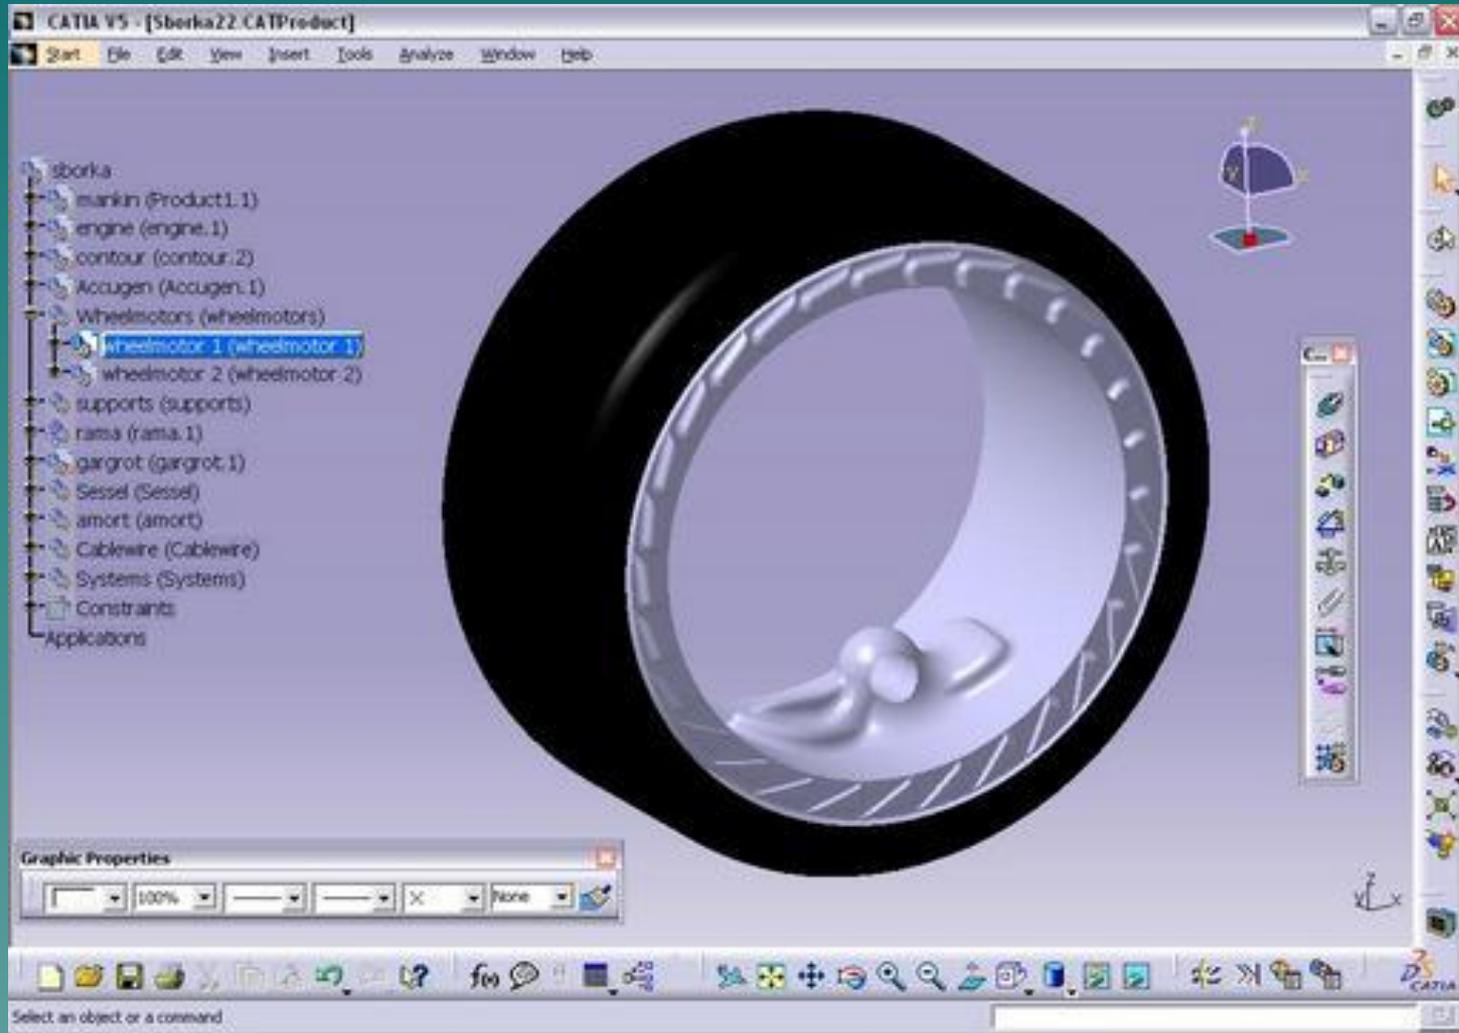 CATIA V5 - [Sborka22.CATProduct]
Start File Edit View Insert Tools Analyze Window Help
sborka
mankin (Product1.1)
engine (engine.1)
contour (contour.2)
Accugen (Accugen.1)
Wheelmotors (wheelmotors)
wheelmotor 1 (wheelmotor 1)
wheelmotor 2 (wheelmotor 2)
supports (supports)
rama (rama.1)
gargrot (gargrot.1)
Sessel (Sessel)
amort (amort)
Cablewire (Cablewire)
Systems (Systems)
Constraints
Applications
C...
Graphic Properties
100% None
f(x)
CATIA
Select an object or a command